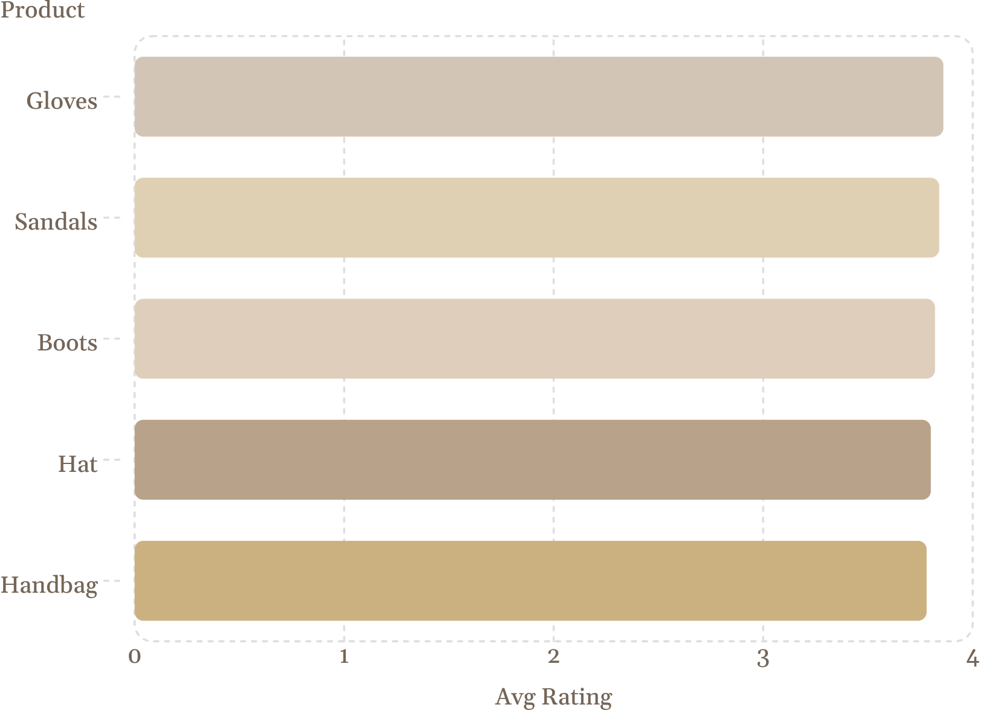 Product
Gloves
Sandals
Boots
Hat
Handbag
0 1 2 3 4
Avg Rating